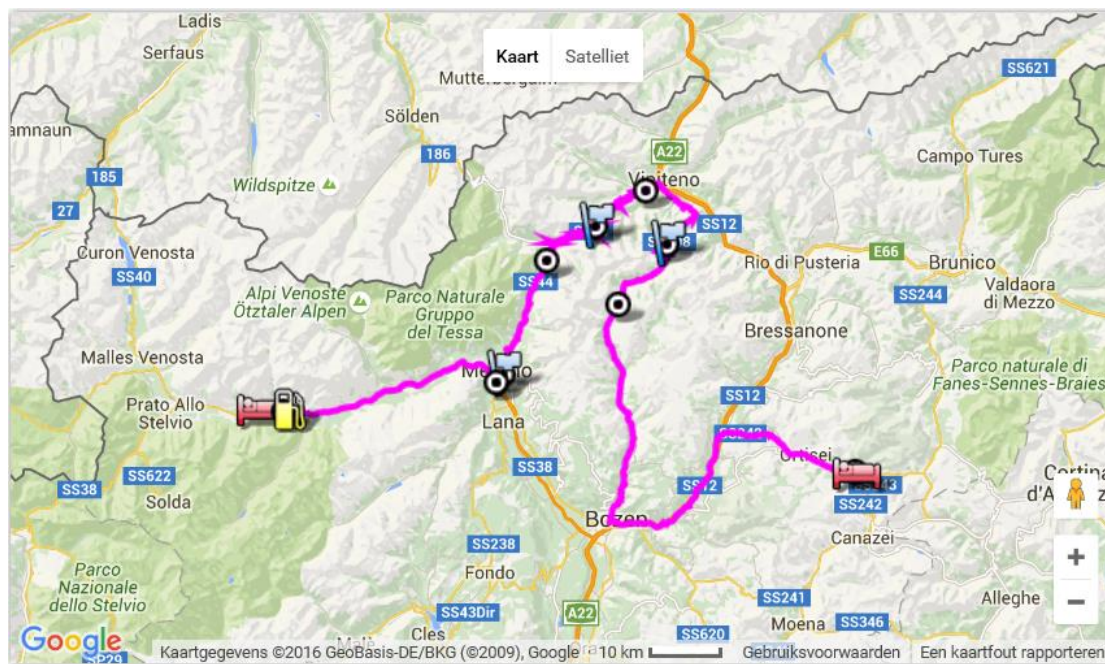 Ladis
Serfaus
Kaart Satelliet
SS621
Sölden
A22
186
Campo Tures
185
Wildspitze
Vipiteno
27
SS12
Curon Venosta
E66
Rio di Pusteria
Brunico
SS40
SS44
SS244
Valdaora
di Mezzo
Alpi Venoste
Ötztaler Alpen
Parco Naturale
Gruppo
del Tessa
Bressanone
Malles Venosta
Parco naturale di
Fanes-Sennes-Braies
SS12
Prato Allo
Stelvio
Lana
SS38
SS622
SS38
Solda
SS12
SS242
Bozen
Canazei
SS238
Parco
Nazionale
dello Stelvio
Fondo
SS241
Alleghe
SS43Dir
A22
Moena
SS346
Cles
SS620
Google
Kaartgegevens ©2016 GeoBasis-DE/BKG (©2009), Google
10 km
Gebruiksvoorwaarden
Een kaartfout rapporteren